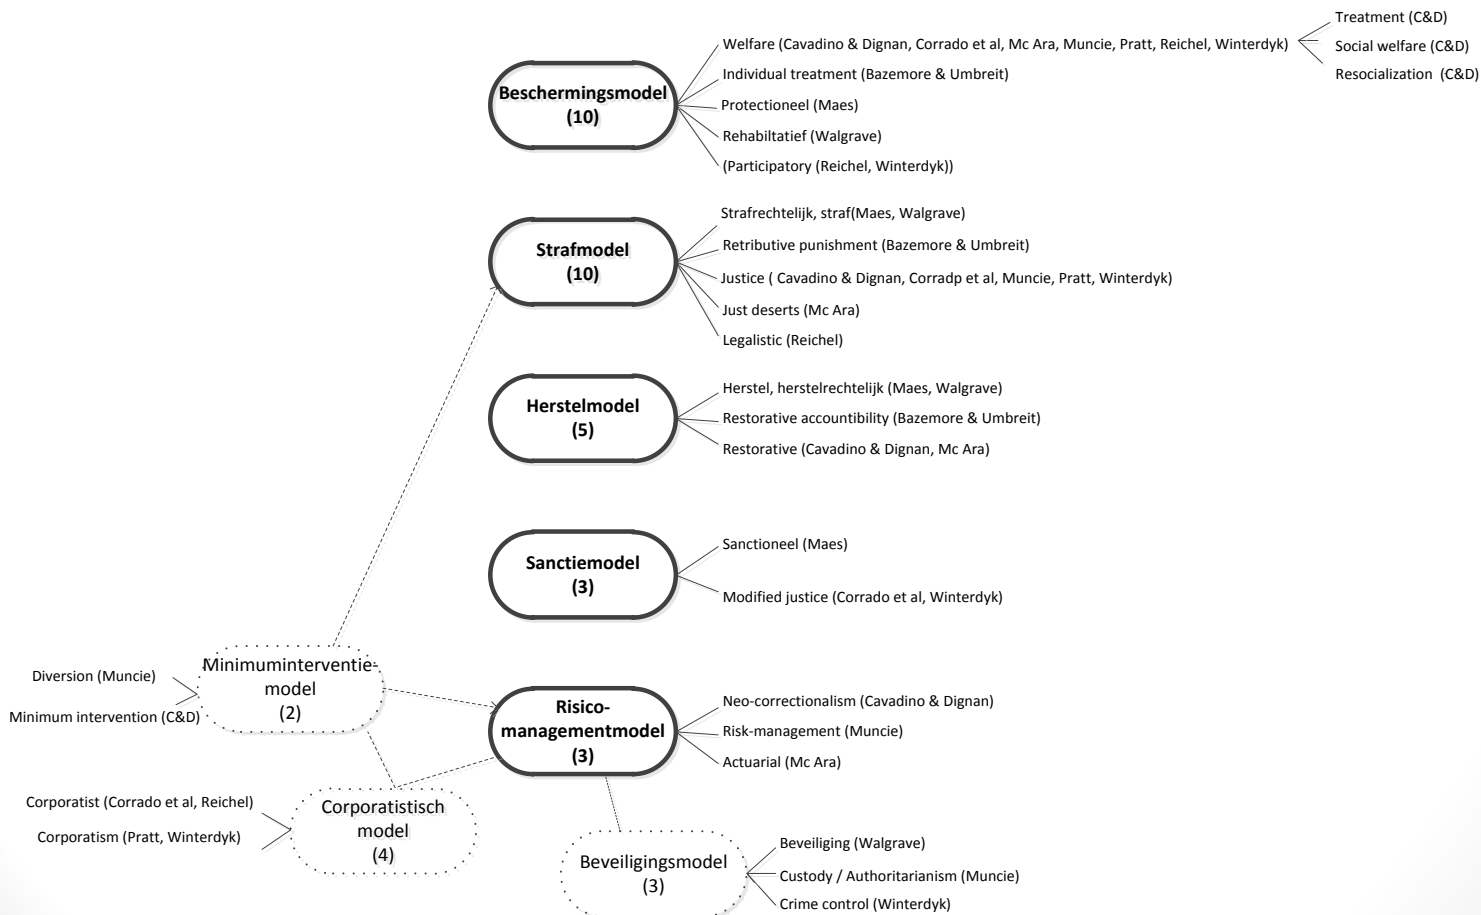 Treatment (C&D)
Welfare (Cavadino & Dignan, Corrado et al, Mc Ara, Muncie, Pratt, Reichel, Winterdyk)
Social welfare (C&D)
Resocialization (C&D)
Beschermingsmodel
(10)
Individual treatment (Bazemore & Umbreit)
Protectioneel (Maes)
Rehabiltatief (Walgrave)
(Participatory (Reichel, Winterdyk))
Strafmodel
(10)
Strafrechtelijk, straf(Maes, Walgrave)
Retributive punishment (Bazemore & Umbreit)
Justice ( Cavadino & Dignan, Corradp et al, Muncie, Pratt, Winterdyk)
Just deserts (Mc Ara)
Legalistic (Reichel)
Herstelmodel
(5)
Herstel, herstelrechtelijk (Maes, Walgrave)
Restorative accountibility (Bazemore & Umbreit)
Restorative (Cavadino & Dignan, Mc Ara)
Sanctiemodel
(3)
Sanctioneel (Maes)
Modified justice (Corrado et al, Winterdyk)
Diversion (Muncie)
Minimum intervention (C&D)
Minimuminterventie-
model
(2)
Risico-
managementmodel
(3)
Neo-correctionalism (Cavadino & Dignan)
Risk-management (Muncie)
Actuarial (Mc Ara)
Corporatist (Corrado et al, Reichel)
Corporatism (Pratt, Winterdyk)
Corporatistisch
model
(4)
Beveiligingsmodel
(3)
Beveiliging (Walgrave)
Custody / Authoritarianism (Muncie)
Crime control (Winterdyk)